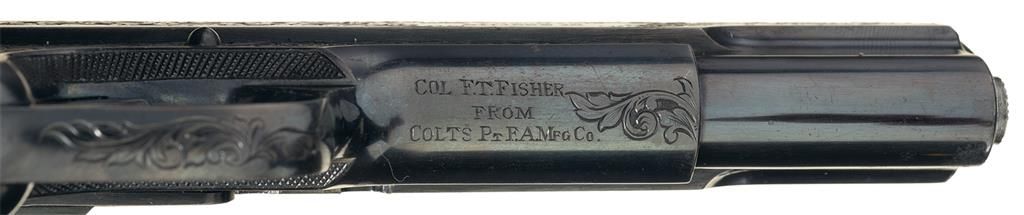 COL F.T. FISHER
FROM
COLTS PT F.A. MFG CO.